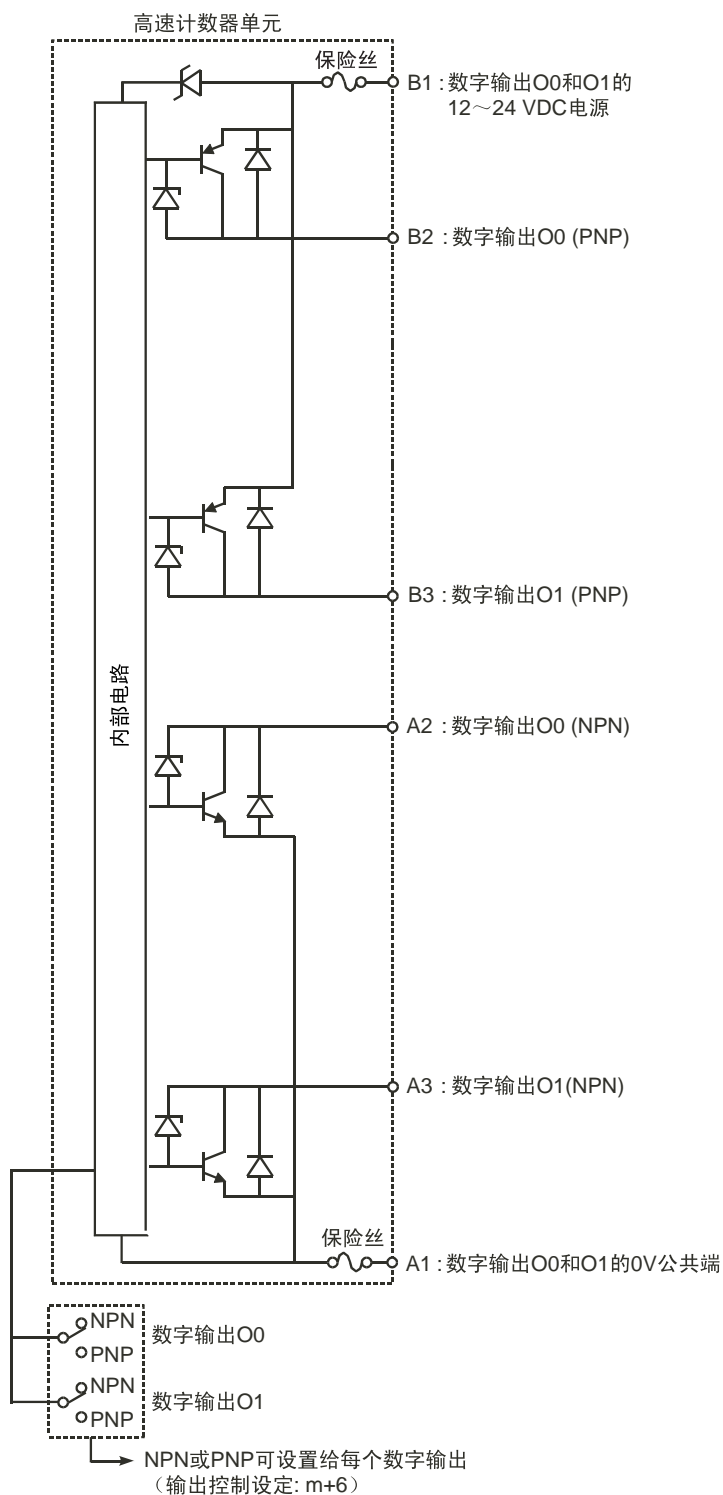 高速计数器单元
保险丝
B1 : 数字输出O0和O1的
12～24 VDC电源
B2 : 数字输出O0 (PNP)
B3 : 数字输出O1 (PNP)
内部电路
A2 : 数字输出O0 (NPN)
A3 : 数字输出O1(NPN)
保险丝
A1 : 数字输出O0和O1的0V公共端
NPN
数字输出O0
PNP
NPN
数字输出O1
PNP
NPN或PNP可设置给每个数字输出
（输出控制设定: m+6）